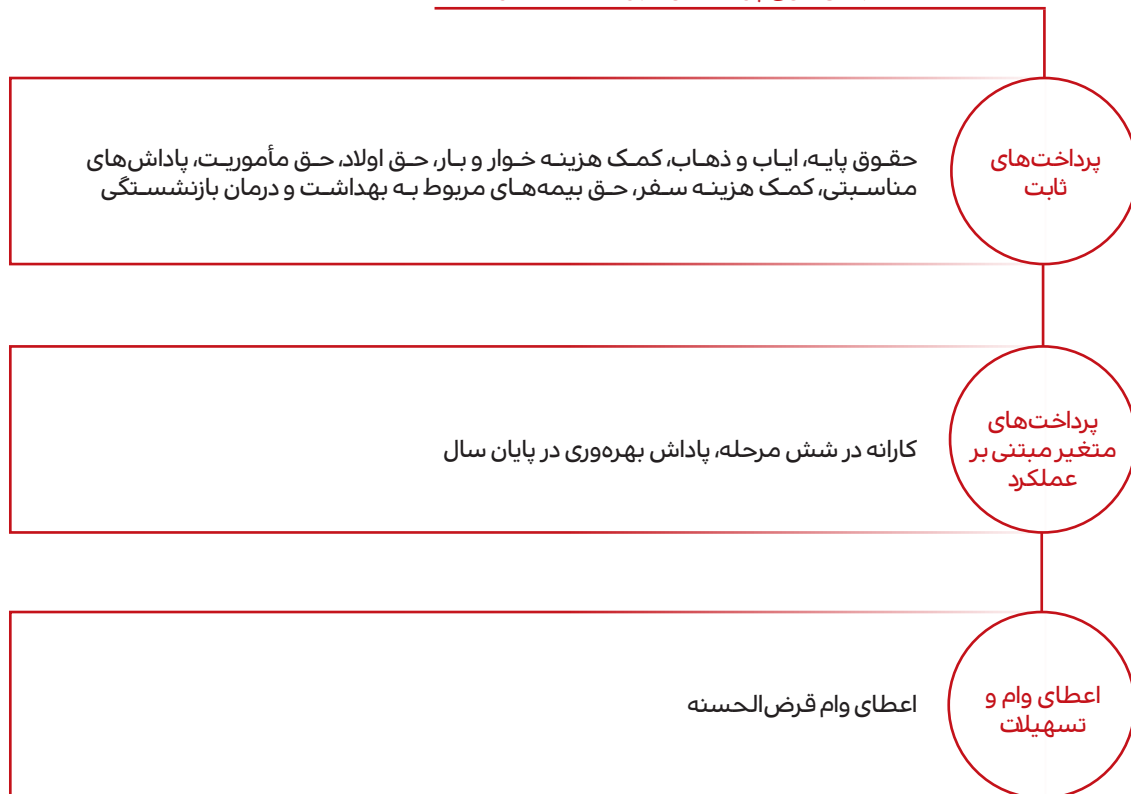 پرداخت‌های
ثابت
حقوق پایه، ایاب و ذهاب، کمک هزینه خوار و بار، حق اولاد، حق مأموریت، پاداش‌های
مناسبتی، کمک هزینه سفر، حق بیمه‌های مربوط به بهداشت و درمان بازنشستگی
پرداخت‌های
متغیر مبتنی بر
عملکرد
کارانه در شش مرحله، پاداش بهره‌وری در پایان سال
اعطای وام و
تسهیلات
اعطای وام قرض‌الحسنه